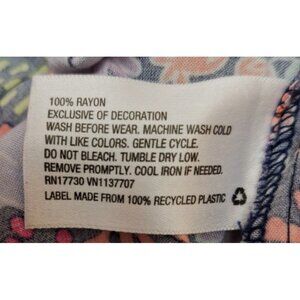 100% RAYON
EXCLUSIVE OF DECORATION
WASH BEFORE WEAR. MACHINE WASH COLD
WITH LIKE COLORS. GENTLE CYCLE.
DO NOT BLEACH. TUMBLE DRY LOW.
REMOVE PROMPTLY. COOL IRON IF NEEDED.
RN17730 VN1137707
LABEL MADE FROM 100% RECYCLED PLASTIC